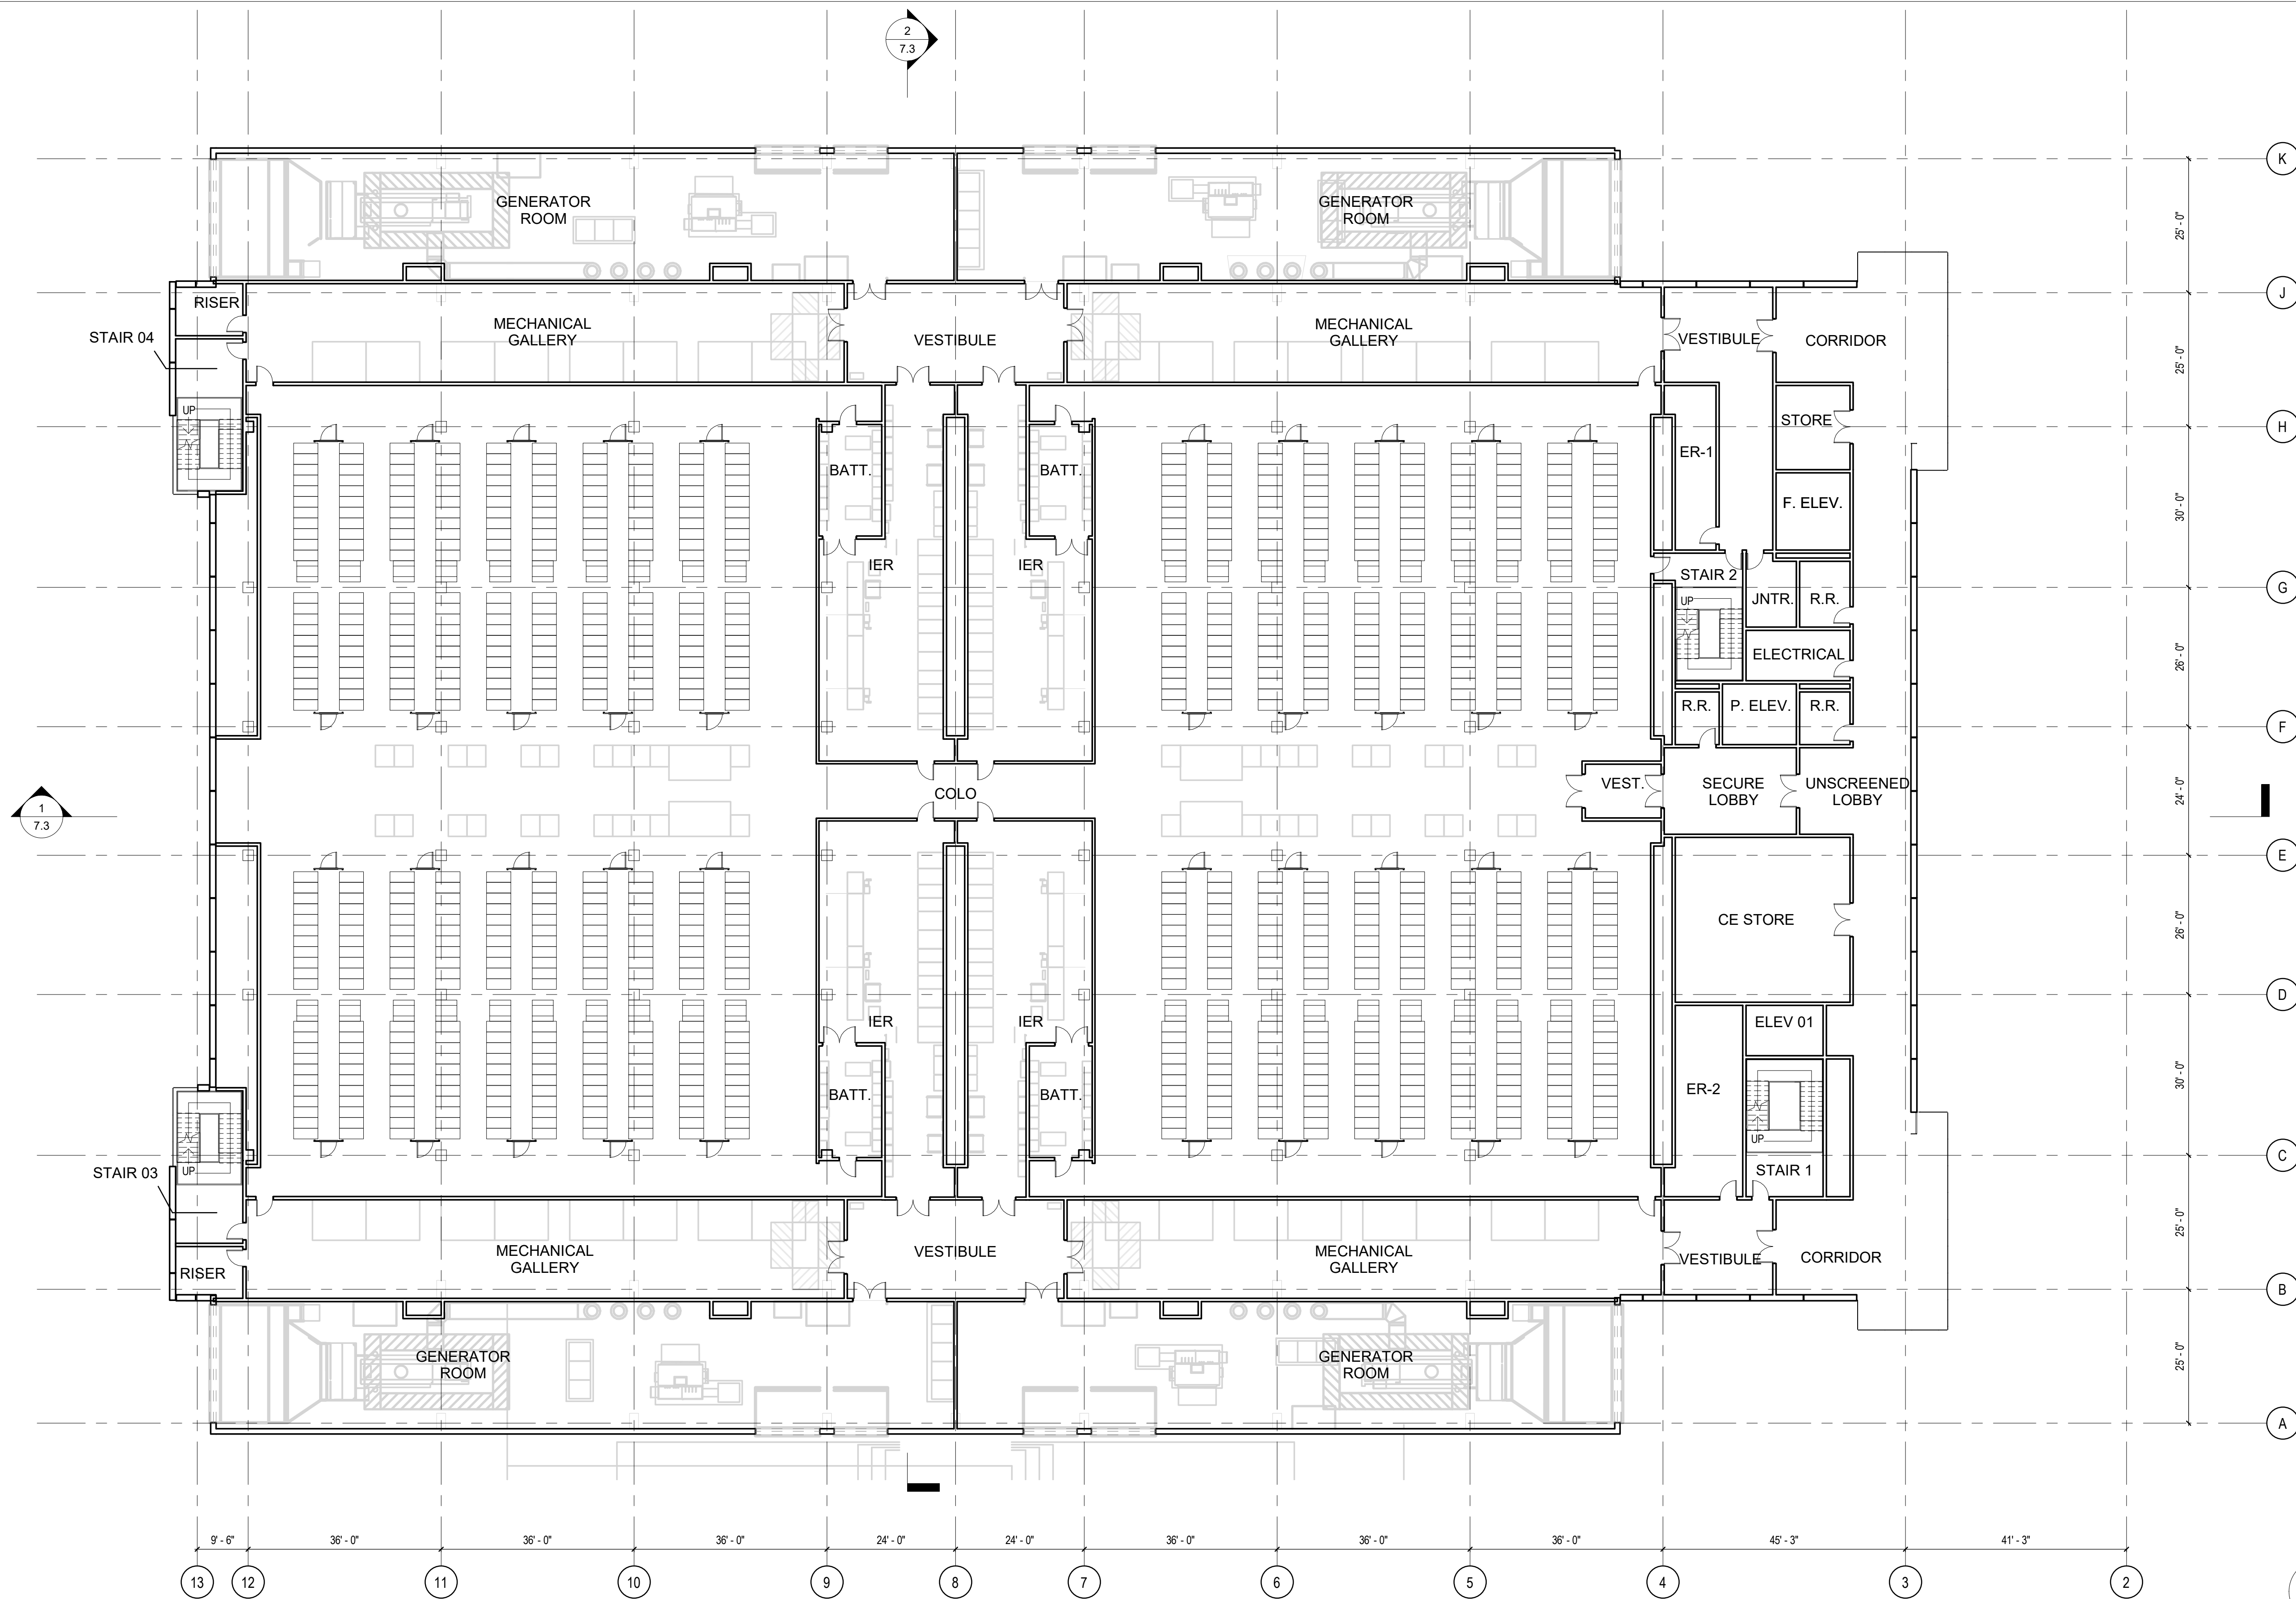 2
7.3
K
GENERATOR
ROOM
GENERATOR
ROOM
25' - 0"
J
RISER
STAIR 04
MECHANICAL
GALLERY
VESTIBULE
MECHANICAL
GALLERY
VESTIBULE
CORRIDOR
25' - 0"
UP
STORE
H
BATT.
BATT.
ER-1
F. ELEV.
30' - 0"
IER
IER
STAIR 2
G
UP
JNTR.
R.R.
ELECTRICAL
26' - 0"
R.R.
P. ELEV.
R.R.
F
1
7.3
COLO
VEST.
SECURE
LOBBY
UNSCREENED
LOBBY
24' - 0"
E
CE STORE
26' - 0"
D
IER
IER
ELEV 01
BATT.
BATT.
ER-2
30' - 0"
UP
STAIR 03
UP
STAIR 1
C
MECHANICAL
GALLERY
VESTIBULE
MECHANICAL
GALLERY
VESTIBULE
CORRIDOR
25' - 0"
RISER
B
GENERATOR
ROOM
GENERATOR
ROOM
25' - 0"
A
9' - 6"
36' - 0"
36' - 0"
36' - 0"
24' - 0"
24' - 0"
36' - 0"
36' - 0"
36' - 0"
45' - 3"
41' - 3"
13
12
11
10
9
8
7
6
5
4
3
2